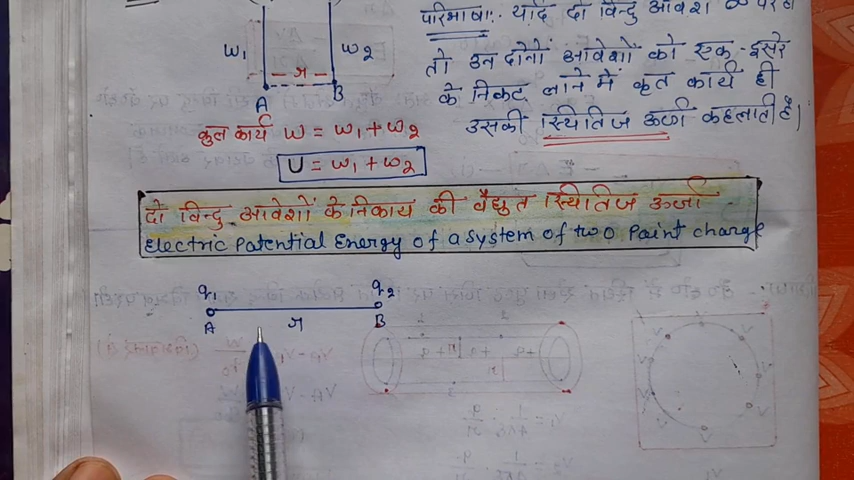 परिभाषा:- यदि दो विन्दु आवेश
w₁ w₂
तो उन दोनों आवेशों को एक-दूसरे
r
के निकट लाने में कृत कार्य ही
A B
उसकी स्थितिज ऊर्जा कहलाती है।
कुल कार्य w = w₁ + w₂
U = w₁ + w₂
दो विन्दु आवेशों के निकाय की वैद्युत स्थितिज ऊर्जा
Electric Potential Energy of a system of two Point charge
q₁ q₂
A r B